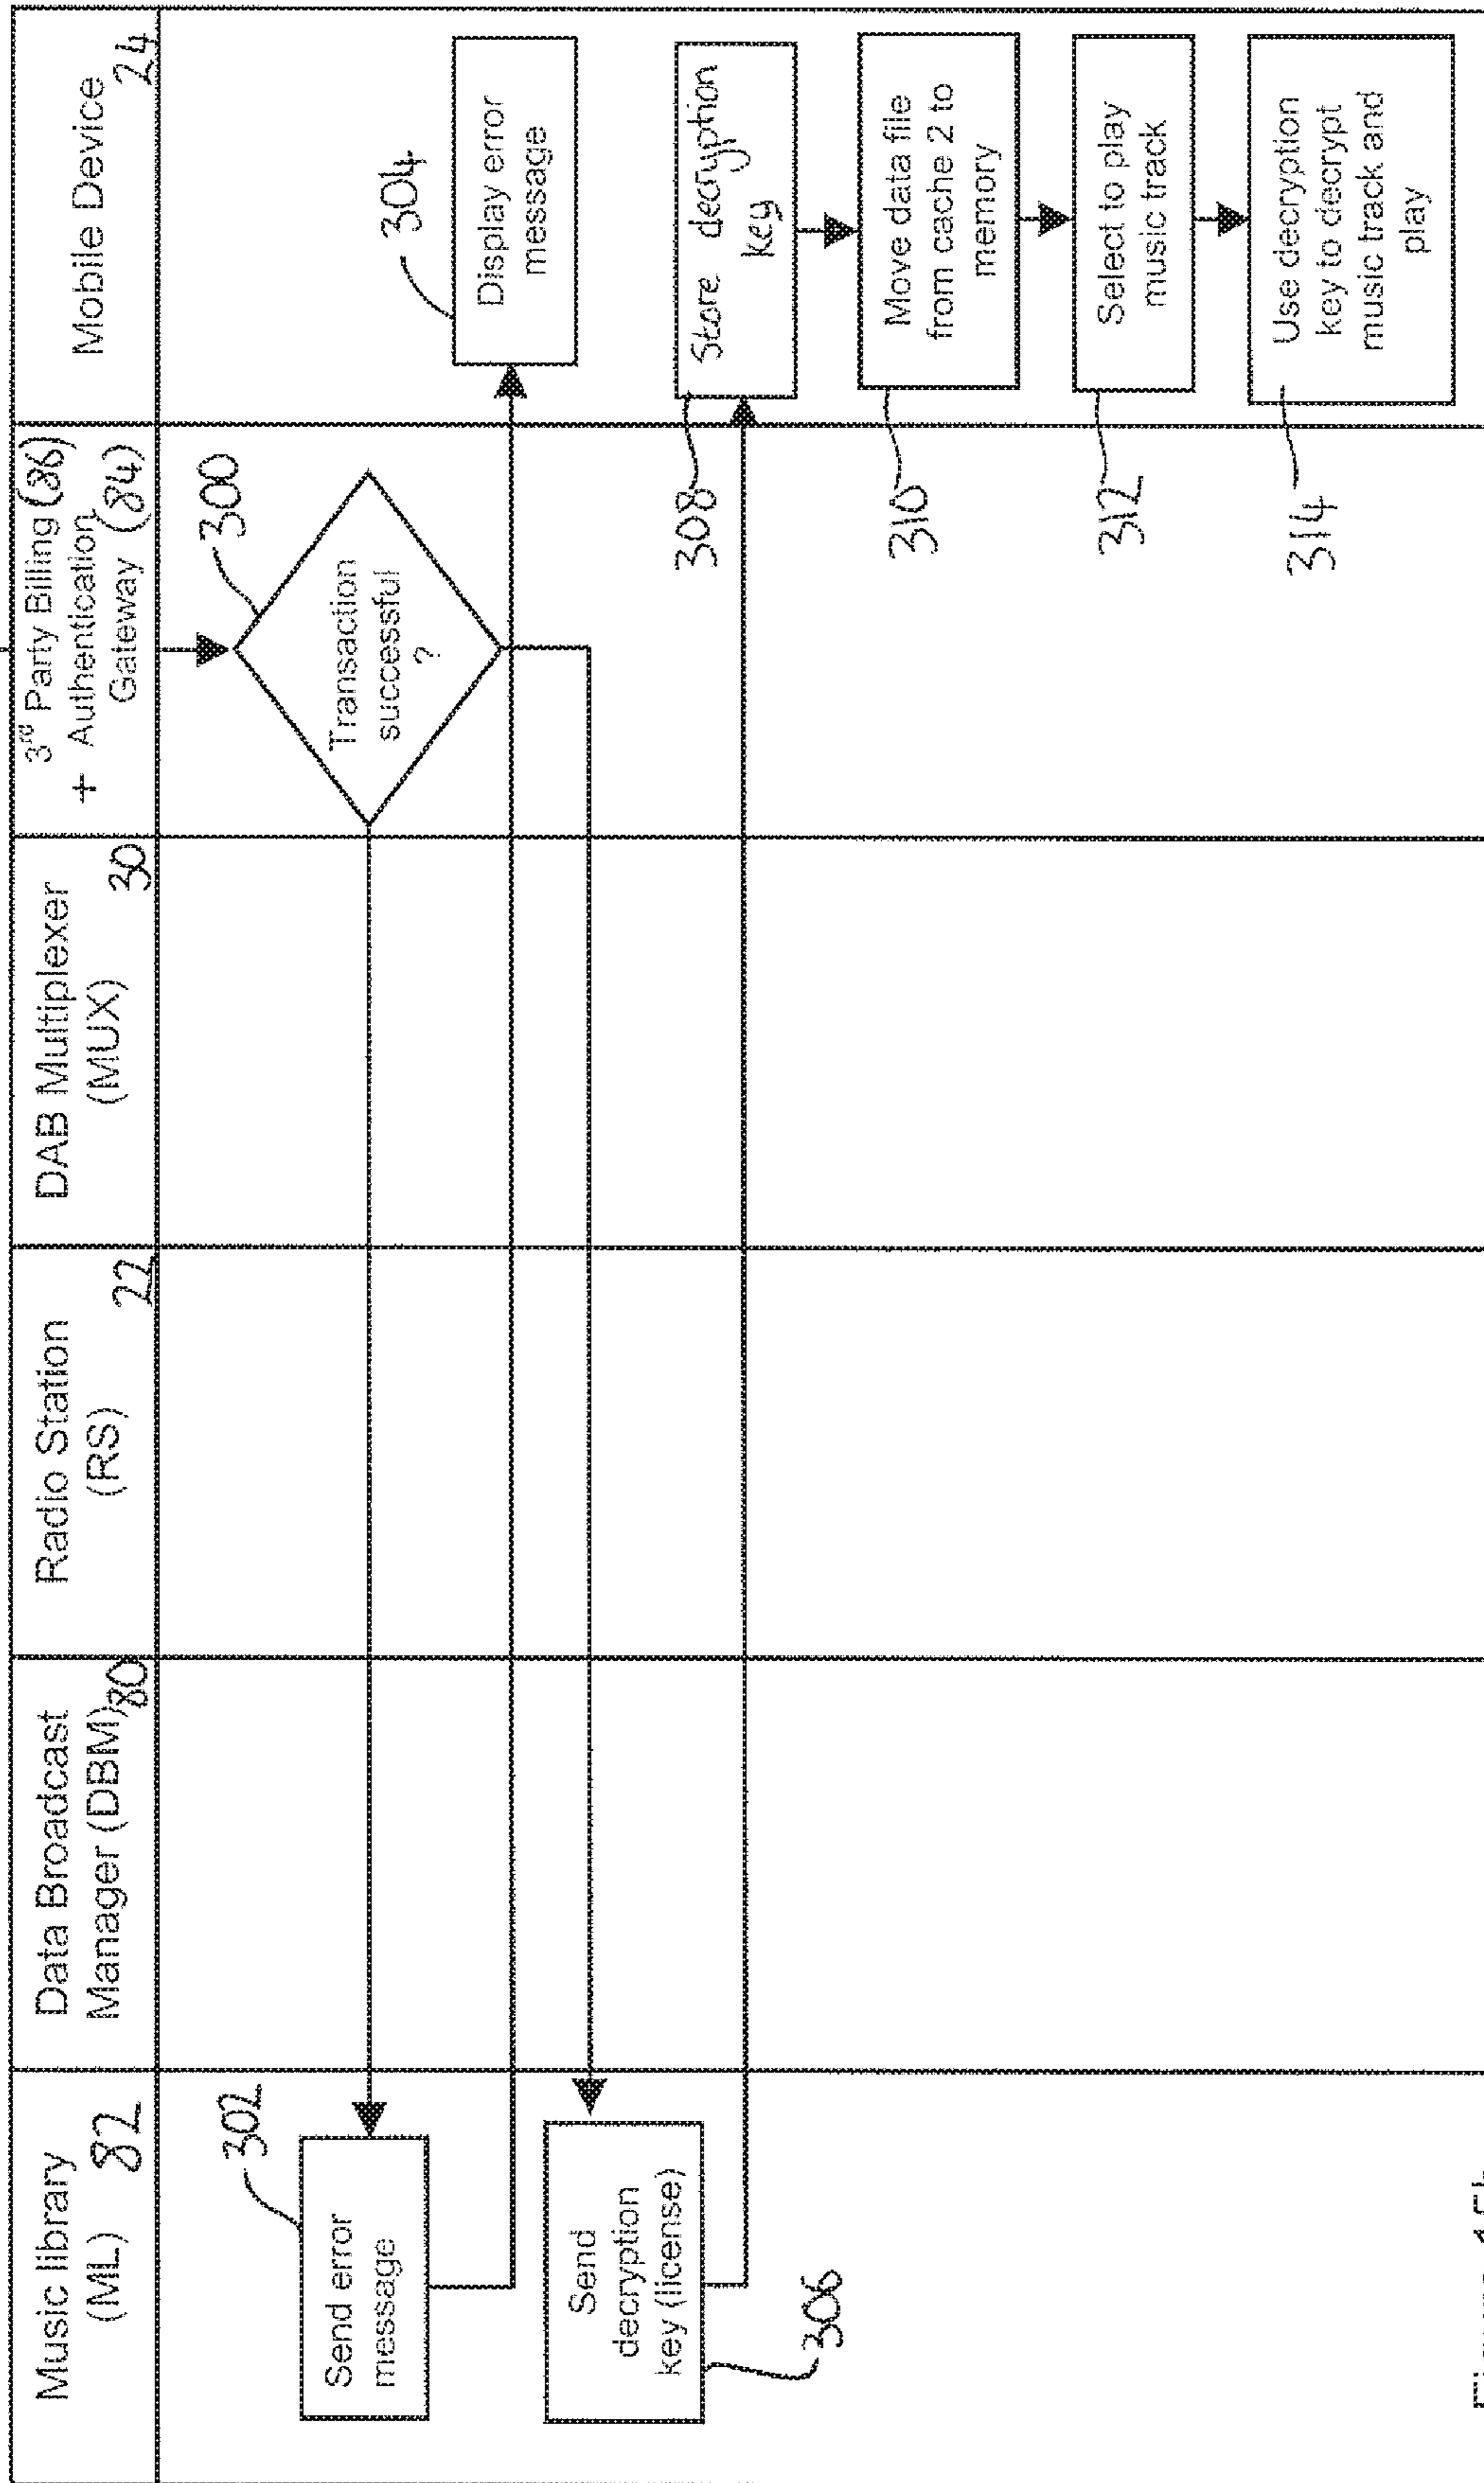 Music library
(ML) 82
Data Broadcast
Manager (DBM) 80
Radio Station
(RS)
22
DAB Multiplexer
(MUX)
30
3rd Party Billing (86)
+ Authentication
Gateway (84)
Mobile Device
24
300
Transaction
successful
?
302
Send error
message
304
Display error
message
Send
decryption
key (license)
306
308
Store decryption
key
310
Move data file
from cache 2 to
memory
312
Select to play
music track
314
Use decryption
key to decrypt
music track and
play